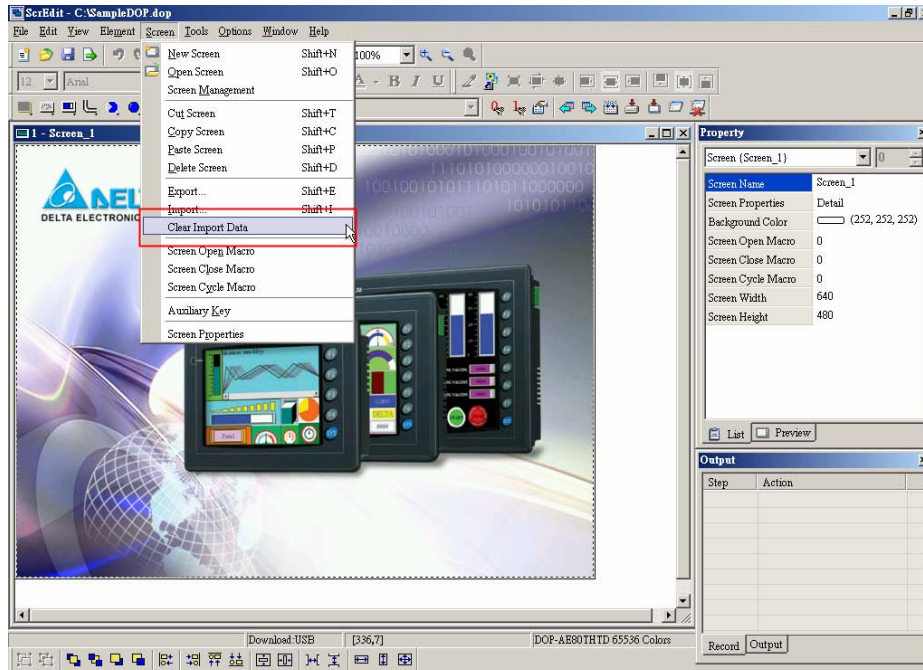 ScrEdit - C:\SampleDOP.dop
File Edit View Element Screen Tools Options Window Help
100%
12 Arial
A - B I U
New Screen Shift+N
Open Screen Shift+O
Screen Management
Cut Screen Shift+T
Copy Screen Shift+C
Paste Screen Shift+P
Delete Screen Shift+D
Export... Shift+E
Import... Shift+I
Clear Import Data
Screen Open Macro
Screen Close Macro
Screen Cycle Macro
Auxiliary Key
Screen Properties
1 - Screen_1
DELTA ELECTRONIC
Property
Screen {Screen_1} 0
Screen Name Screen_1
Screen Properties Detail
Background Color (252, 252, 252)
Screen Open Macro 0
Screen Close Macro 0
Screen Cycle Macro 0
Screen Width 640
Screen Height 480
List Preview
Output
Step Action
Record Output
Download:USB [336,7] DOP-AE80THTD 65536 Colors